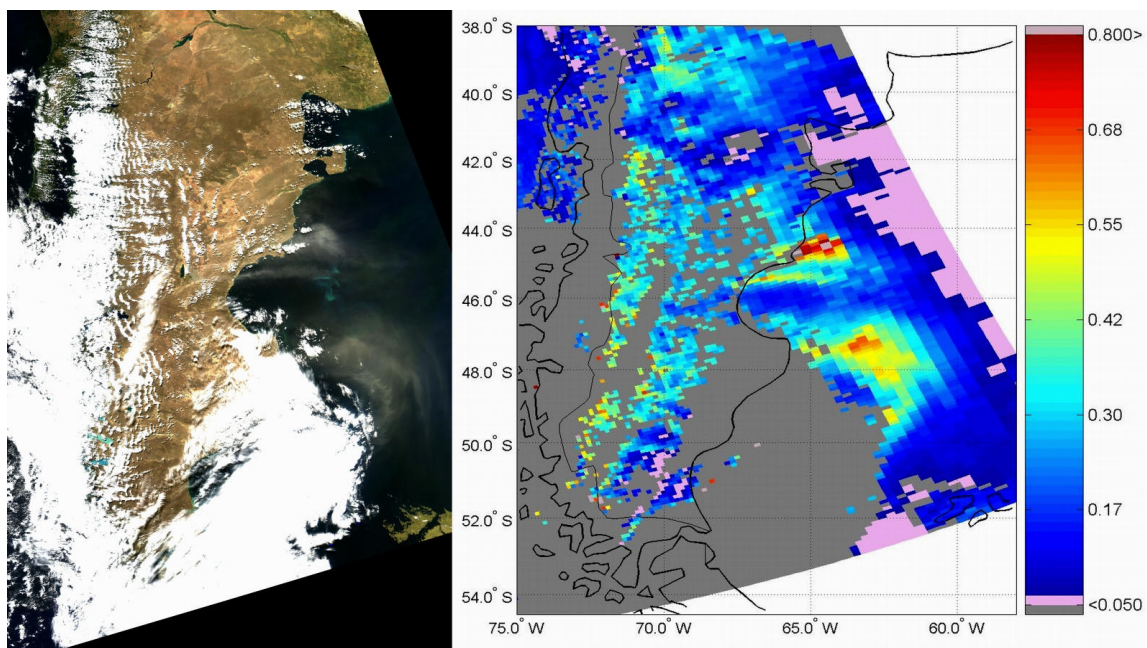 38.0° S
40.0° S
42.0° S
44.0° S
46.0° S
48.0° S
50.0° S
52.0° S
54.0° S
75.0° W
70.0° W
65.0° W
60.0° W
0.800>
0.68
0.55
0.42
0.30
0.17
<0.050